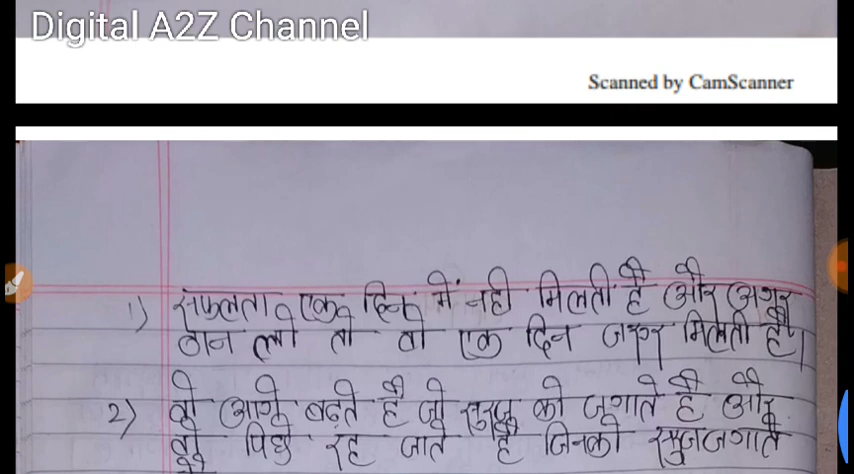 Digital A2Z Channel
Scanned by CamScanner
1) सफलता एक दिन में नही मिलती है और अगर
ठान लो तो वो एक दिन जरूर मिलती है।
2) वो आगे बढ़ते है जो सुरज को जगाते है और
वो पिछे रह जाते है जिनको सुरज जगाते